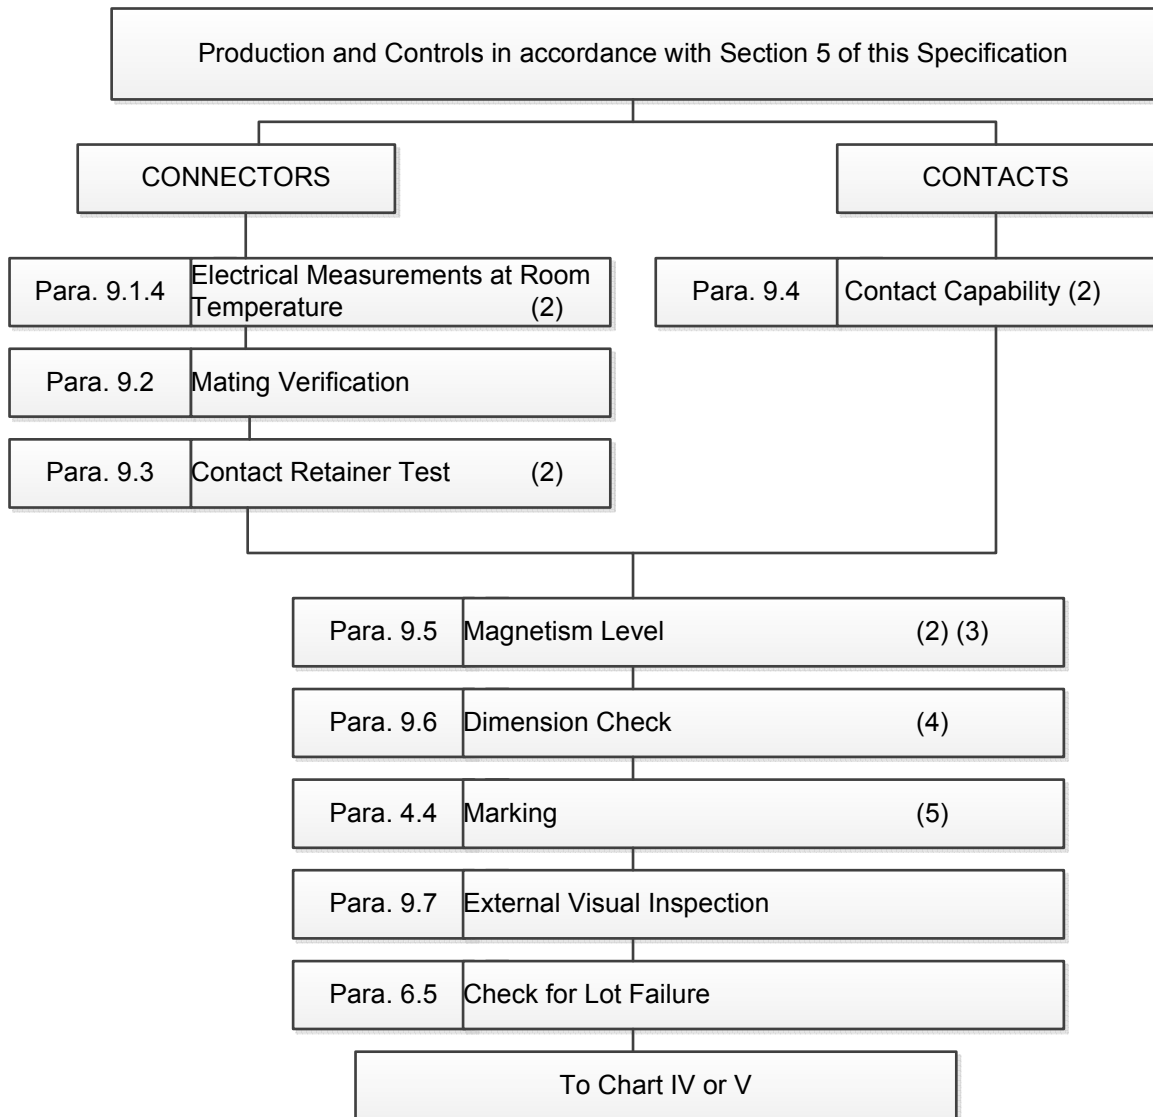 Production and Controls in accordance with Section 5 of this Specification
CONNECTORS
CONTACTS
Para. 9.1.4
Electrical Measurements at Room
Temperature (2)
Para. 9.4
Contact Capability (2)
Para. 9.2
Mating Verification
Para. 9.3
Contact Retainer Test (2)
Para. 9.5
Magnetism Level (2) (3)
Para. 9.6
Dimension Check (4)
Para. 4.4
Marking (5)
Para. 9.7
External Visual Inspection
Para. 6.5
Check for Lot Failure
To Chart IV or V